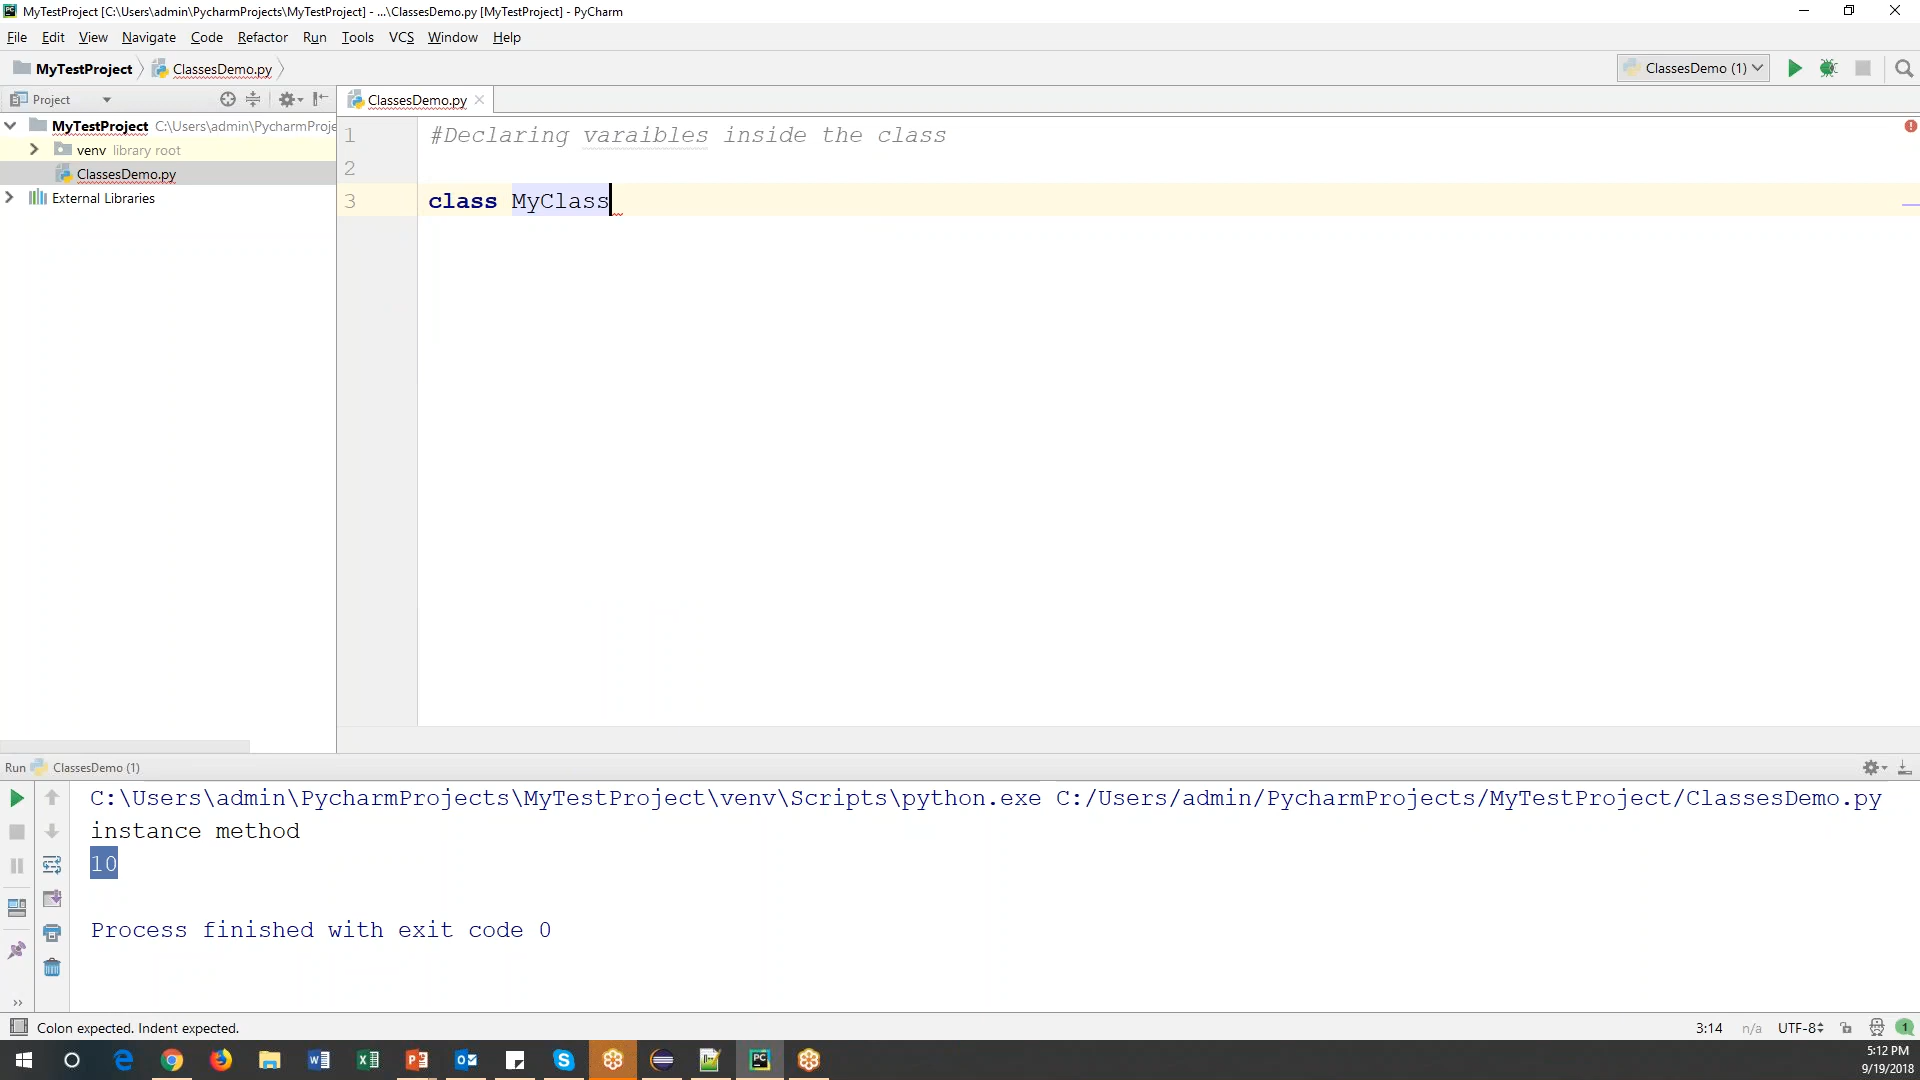 MyTestProject [C:\Users\admin\PycharmProjects\MyTestProject] - ...\ClassesDemo.py [MyTestProject] - PyCharm
File Edit View Navigate Code Refactor Run Tools VCS Window Help
MyTestProject ClassesDemo.py ClassesDemo (1)
Project ClassesDemo.py
MyTestProject C:\Users\admin\PycharmProje
venv library root
ClassesDemo.py
External Libraries
1 #Declaring varaibles inside the class
2
3 class MyClass
Run ClassesDemo (1)
C:\Users\admin\PycharmProjects\MyTestProject\venv\Scripts\python.exe C:/Users/admin/PycharmProjects/MyTestProject/ClassesDemo.py
instance method
10
Process finished with exit code 0
Colon expected. Indent expected. 3:14 n/a UTF-8 1
5:12 PM
9/19/2018